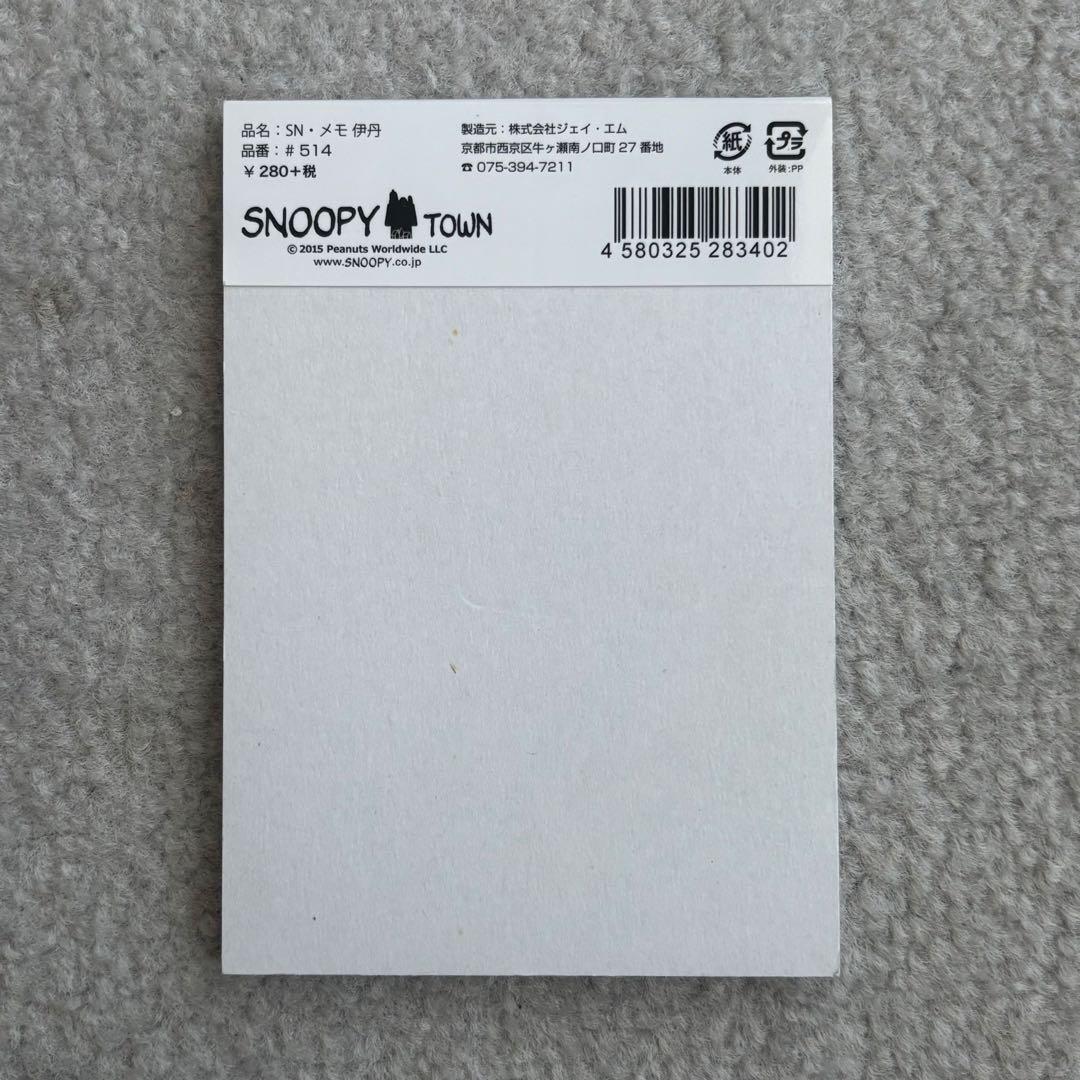 品名：SN・メモ 伊丹
品番：# 514
¥ 280+税
製造元：株式会社ジェイ・エム
京都市西京区牛ヶ瀬南ノ口町 27 番地
☎ 075-394-7211
紙
本体
プラ
外装:PP
SNOOPY TOWN
© 2015 Peanuts Worldwide LLC
www.SNOOPY.co.jp
4 580325 283402